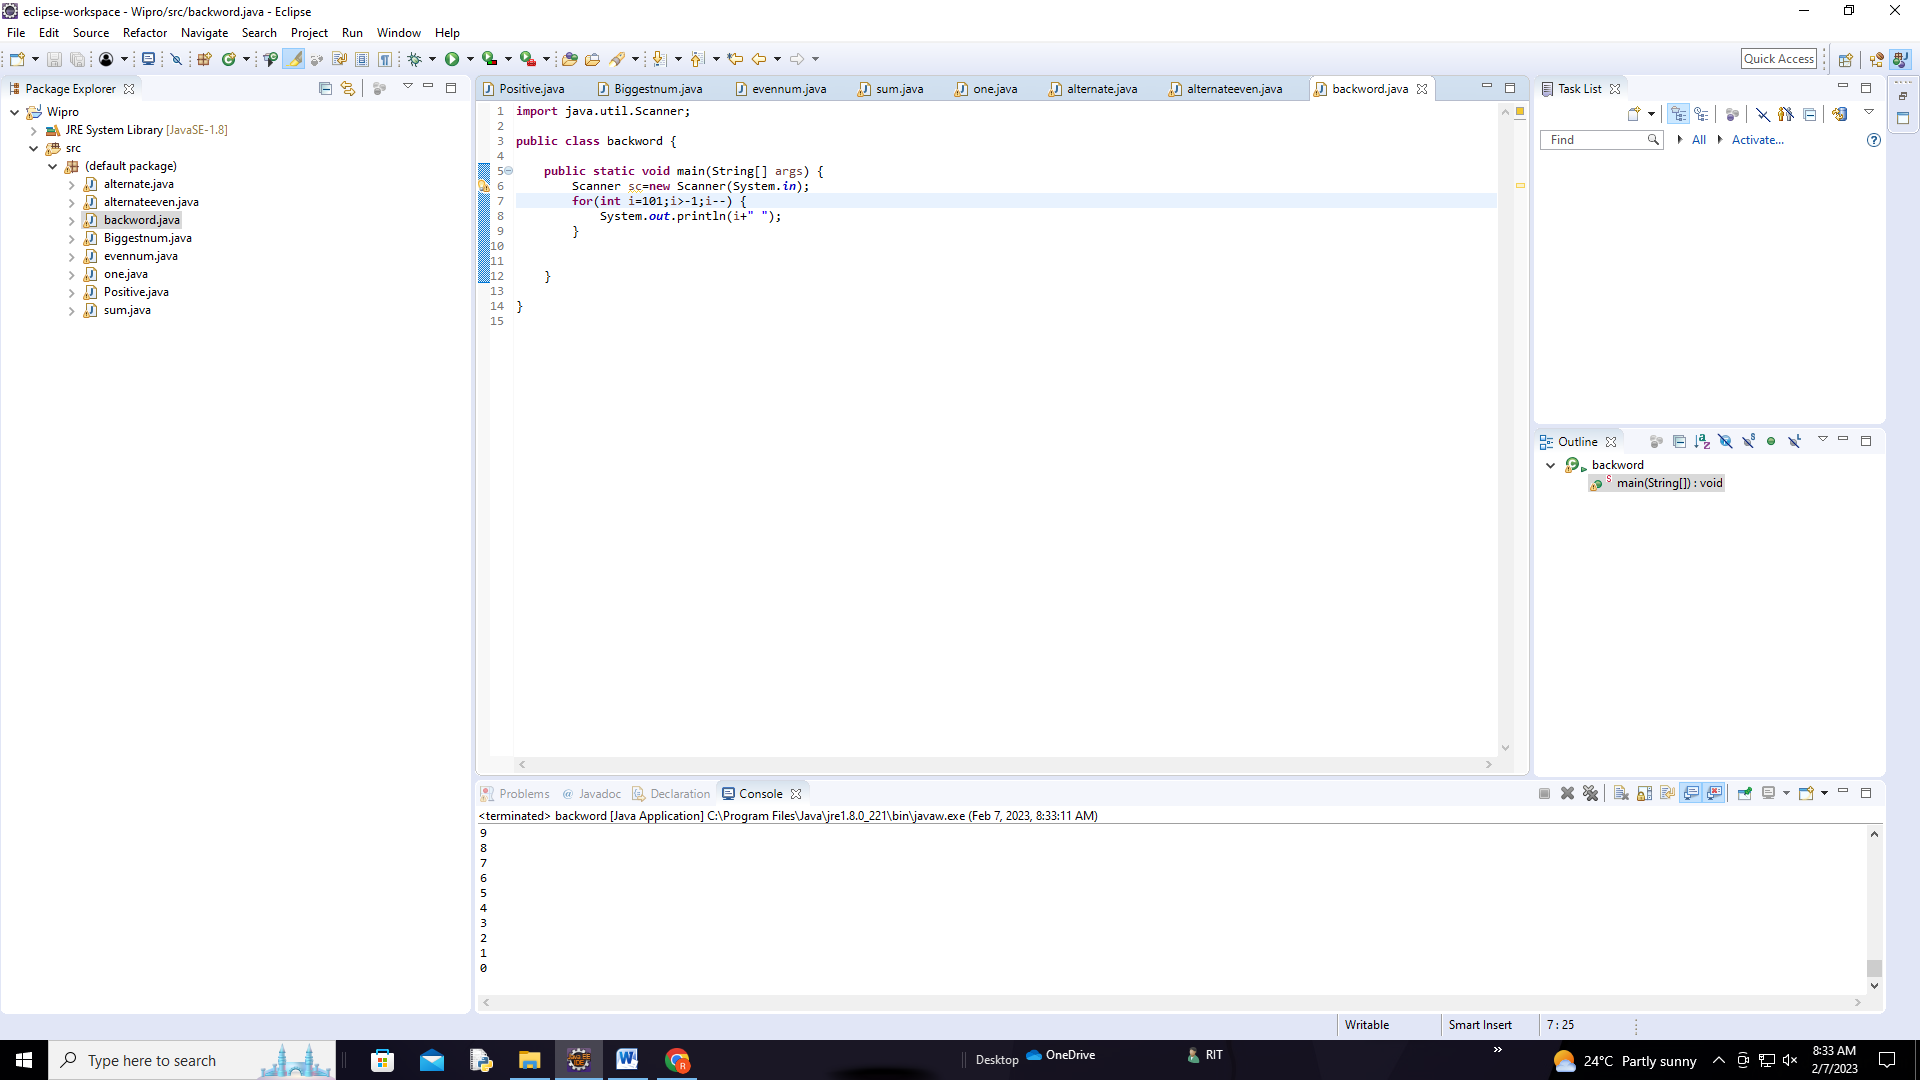 eclipse-workspace - Wipro/src/backword.java - Eclipse
File Edit Source Refactor Navigate Search Project Run Window Help
Quick Access
Package Explorer
Wipro
JRE System Library [JavaSE-1.8]
src
(default package)
alternate.java
alternateeven.java
backword.java
Biggestnum.java
evennum.java
one.java
Positive.java
sum.java
Positive.java Biggestnum.java evennum.java sum.java one.java alternate.java alternateeven.java backword.java
1 import java.util.Scanner;
2
3 public class backword {
4
5 public static void main(String[] args) {
6 Scanner sc=new Scanner(System.in);
7 for(int i=101;i>-1;i--) {
8 System.out.println(i+" ");
9 }
10
11
12 }
13
14 }
15
Task List
Find All Activate...
Outline
backword
main(String[]) : void
Problems @ Javadoc Declaration Console
<terminated> backword [Java Application] C:\Program Files\Java\jre1.8.0_221\bin\javaw.exe (Feb 7, 2023, 8:33:11 AM)
9
8
7
6
5
4
3
2
1
0
Writable Smart Insert 7 : 25
Type here to search
Desktop OneDrive RIT
24°C Partly sunny
8:33 AM
2/7/2023